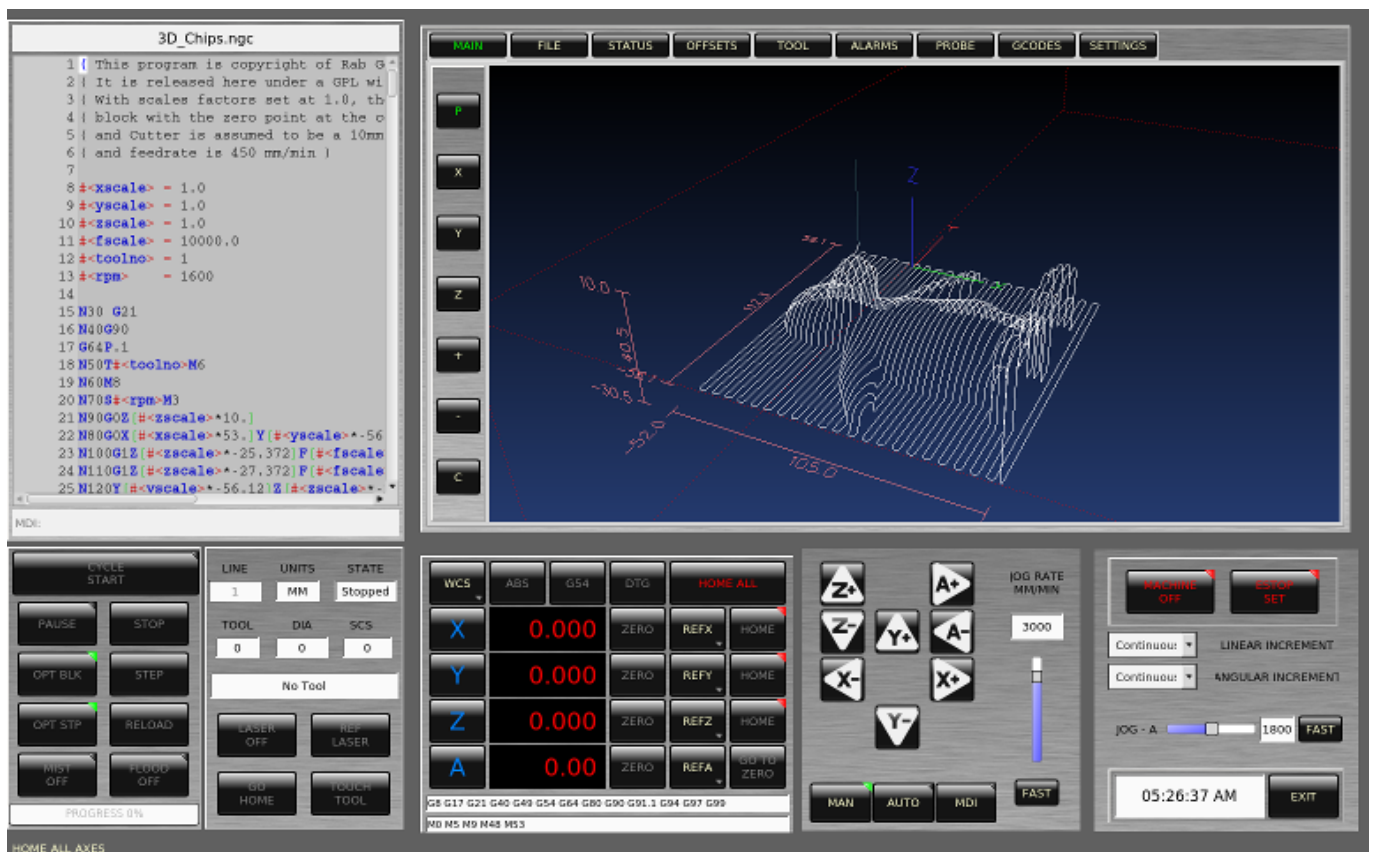 3D_Chips.ngc
1 ( This program is copyright of Rab G
2 ( It is released here under a GPL wi
3 ( With scales factors set at 1.0, th
4 ( block with the zero point at the c
5 ( and Cutter is assumed to be a 10mm
6 ( and feedrate is 450 mm/min )
7
8 #<xscale> = 1.0
9 #<yscale> = 1.0
10 #<zscale> = 1.0
11 #<fscale> = 10000.0
12 #<toolno> = 1
13 #<rpm> = 1600
14
15 N30 G21
16 N40G90
17 G64P.1
18 N50T#<toolno>M6
19 N60M8
20 N70S#<rpm>M3
21 N90G0Z[#<zscale>*10.]
22 N80G0X[#<xscale>*53.]Y[#<yscale>*-56
23 N100G1Z[#<zscale>*-25.372]F[#<fscale
24 N110G1Z[#<zscale>*-27.372]F[#<fscale
25 N120Y[#<yscale>*-56.12]Z[#<zscale>*-
MDI:
MAIN FILE STATUS OFFSETS TOOL ALARMS PROBE GCODES SETTINGS
P
X
Y
Z
+
-
C
Z
Y
10.0
40.5
-30.5
-52.0
105.0
CYCLE
START
PAUSE STOP
OPT BLK STEP
OPT STP RELOAD
MIST
OFF
FLOOD
OFF
PROGRESS 0%
LINE UNITS STATE
1 MM Stopped
TOOL DIA SCS
0 0 0
No Tool
LASER
OFF
REF
LASER
GO
HOME
TOUCH
TOOL
WCS ABS G54 DTG HOME ALL
X 0.000 ZERO REFX HOME
Y 0.000 ZERO REFY HOME
Z 0.000 ZERO REFZ HOME
A 0.00 ZERO REFA GO TO
ZERO
G8 G17 G21 G40 G49 G54 G64 G80 G90 G91.1 G94 G97 G99
M0 M5 M9 M48 M53
Z+ A+
Z- Y+ A-
X- X+
Y-
JOG RATE
MM/MIN
3000
FAST
MAN AUTO MDI
MACHINE
OFF
ESTOP
SET
Continuou: LINEAR INCREMENT
Continuou: ANGULAR INCREMENT
JOG - A 1800 FAST
05:26:37 AM EXIT
HOME ALL AXES